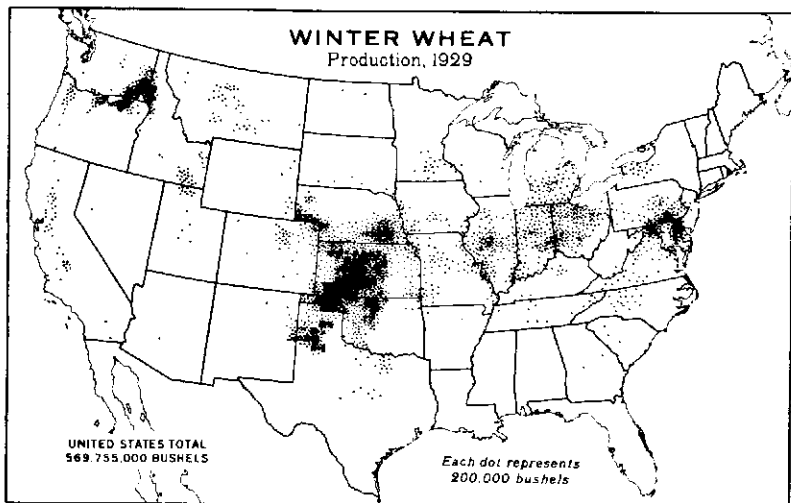 WINTER WHEAT
Production, 1929
UNITED STATES TOTAL
569,755,000 BUSHELS
Each dot represents
200,000 bushels